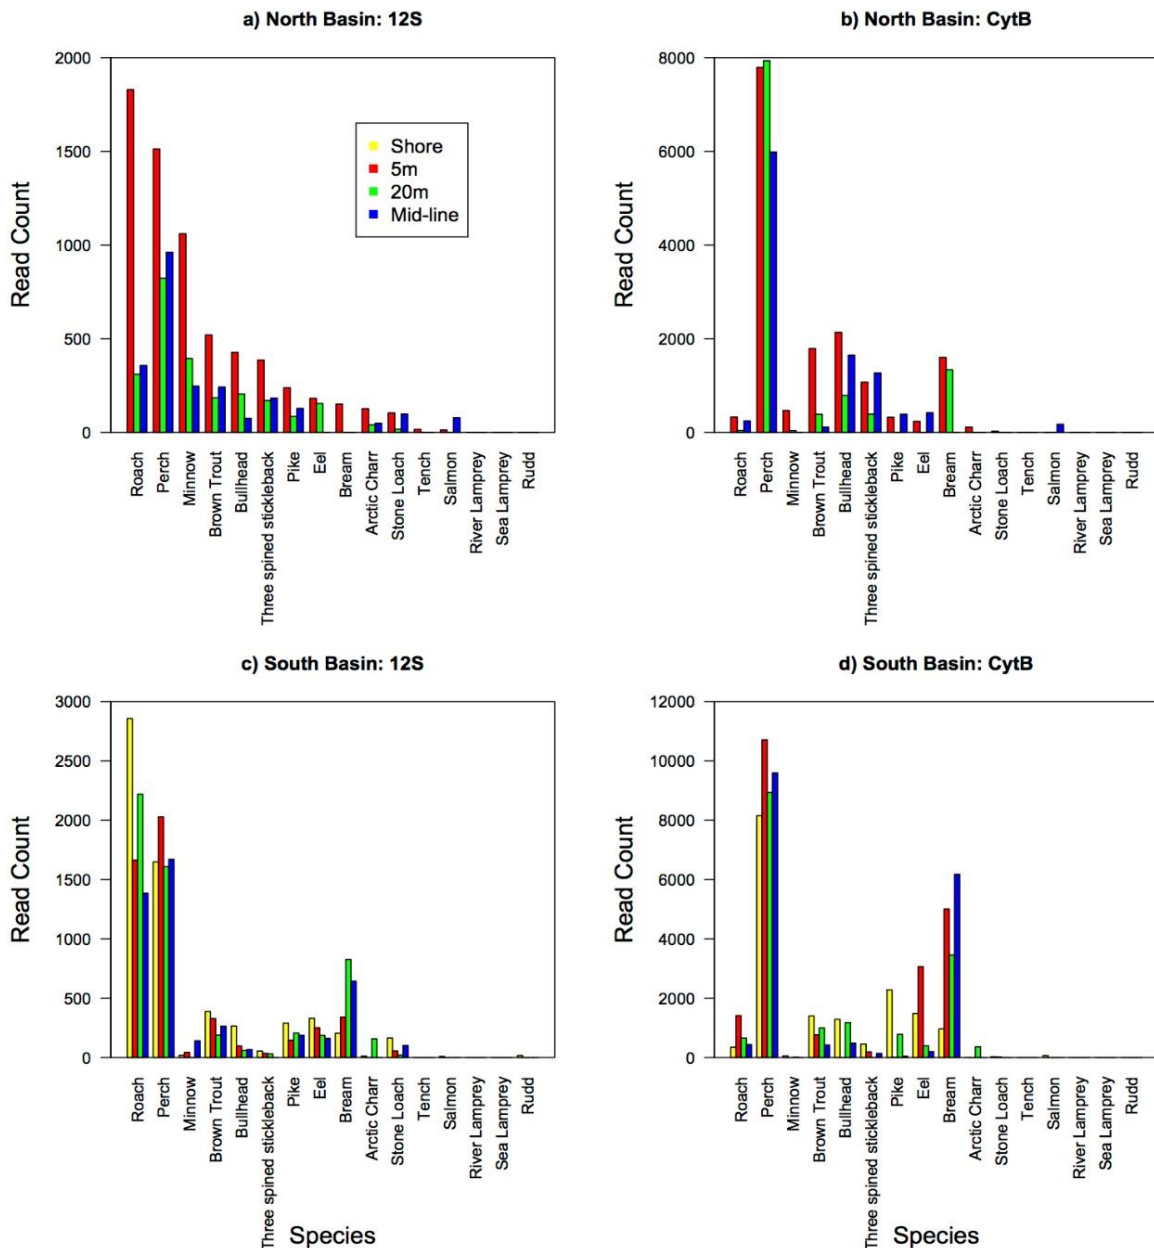 a) North Basin: 12S
Read Count
2000
1500
1000
500
0
Shore
5m
20m
Mid-line
Roach
Perch
Minnow
Brown Trout
Bullhead
Three spined stickleback
Pike
Eel
Bream
Arctic Charr
Stone Loach
Tench
Salmon
River Lamprey
Sea Lamprey
Rudd
b) North Basin: CytB
Read Count
8000
6000
4000
2000
0
Roach
Perch
Minnow
Brown Trout
Bullhead
Three spined stickleback
Pike
Eel
Bream
Arctic Charr
Stone Loach
Tench
Salmon
River Lamprey
Sea Lamprey
Rudd
c) South Basin: 12S
Read Count
3000
2500
2000
1500
1000
500
0
Roach
Perch
Minnow
Brown Trout
Bullhead
Three spined stickleback
Pike
Eel
Bream
Arctic Charr
Stone Loach
Tench
Salmon
River Lamprey
Sea Lamprey
Rudd
Species
d) South Basin: CytB
Read Count
12000
10000
8000
6000
4000
2000
0
Roach
Perch
Minnow
Brown Trout
Bullhead
Three spined stickleback
Pike
Eel
Bream
Arctic Charr
Stone Loach
Tench
Salmon
River Lamprey
Sea Lamprey
Rudd
Species